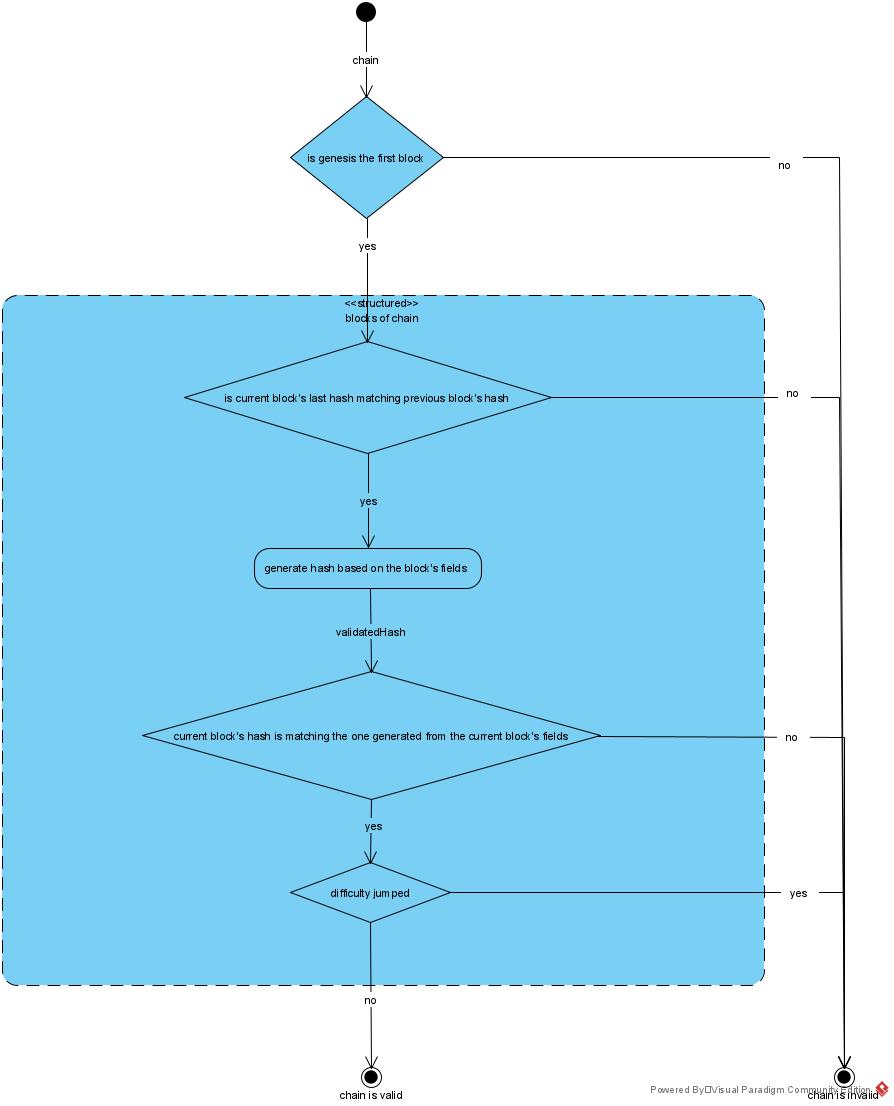 chain
is genesis the first block
no
yes
<<structured>>
blocks of chain
is current block's last hash matching previous block's hash
no
yes
generate hash based on the block's fields
validatedHash
current block's hash is matching the one generated from the current block's fields
no
yes
difficulty jumped
yes
no
chain is valid
Powered By Visual Paradigm Community Edition
chain is invalid